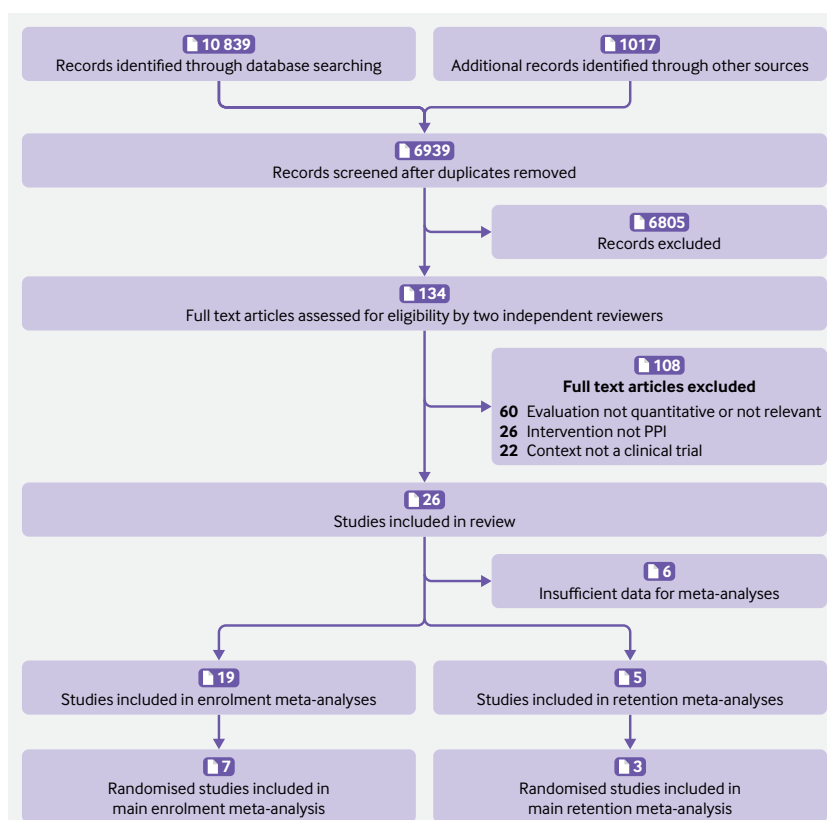 10 839
Records identified through database searching
1017
Additional records identified through other sources
6939
Records screened after duplicates removed
6805
Records excluded
134
Full text articles assessed for eligibility by two independent reviewers
108
Full text articles excluded
60 Evaluation not quantitative or not relevant
26 Intervention not PPI
22 Context not a clinical trial
26
Studies included in review
6
Insufficient data for meta-analyses
19
Studies included in enrolment meta-analyses
5
Studies included in retention meta-analyses
7
Randomised studies included in
main enrolment meta-analysis
3
Randomised studies included in
main retention meta-analysis